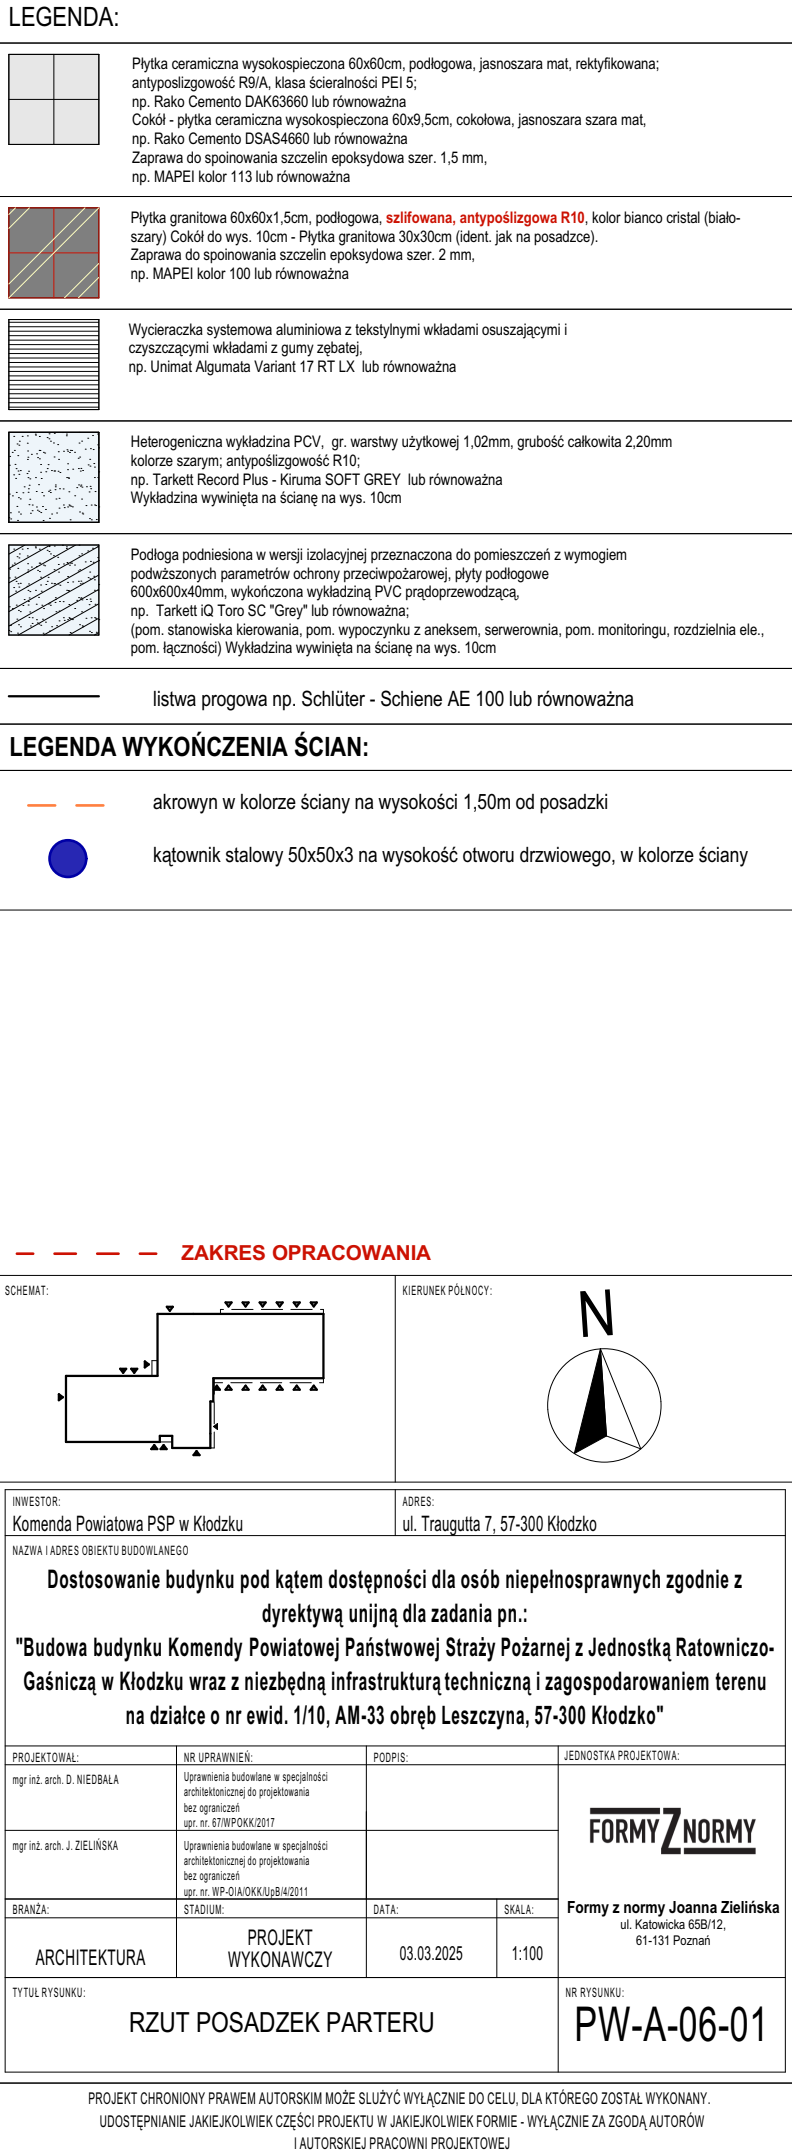 LEGENDA:
Płytka ceramiczna wysokospieczona 60x60cm, podłogowa, jasnoszara mat, rektyfikowana;
antyposlizgowość R9/A, klasa ścieralności PEI 5;
np. Rako Cemento DAK63660 lub równoważna
Cokół - płytka ceramiczna wysokospieczona 60x9,5cm, cokołowa, jasnoszara szara mat,
np. Rako Cemento DSAS4660 lub równoważna
Zaprawa do spoinowania szczelin epoksydowa szer. 1,5 mm,
np. MAPEI kolor 113 lub równoważna
Płytka granitowa 60x60x1,5cm, podłogowa, szlifowana, antypoślizgowa R10, kolor bianco cristal (biało-
szary) Cokół do wys. 10cm - Płytka granitowa 30x30cm (ident. jak na posadzce).
Zaprawa do spoinowania szczelin epoksydowa szer. 2 mm,
np. MAPEI kolor 100 lub równoważna
Wycieraczka systemowa aluminiowa z tekstylnymi wkładami osuszającymi i
czyszczącymi wkładami z gumy zębatej,
np. Unimat Algumata Variant 17 RT LX lub równoważna
Heterogeniczna wykładzina PCV, gr. warstwy użytkowej 1,02mm, grubość całkowita 2,20mm
kolorze szarym; antypoślizgowość R10;
np. Tarkett Record Plus - Kiruma SOFT GREY lub równoważna
Wykładzina wywinięta na ścianę na wys. 10cm
Podłoga podniesiona w wersji izolacyjnej przeznaczona do pomieszczeń z wymogiem
podwższonych parametrów ochrony przeciwpożarowej, płyty podłogowe
600x600x40mm, wykończona wykładziną PVC prądoprzewodzącą,
np. Tarkett iQ Toro SC "Grey" lub równoważna;
(pom. stanowiska kierowania, pom. wypoczynku z aneksem, serwerownia, pom. monitoringu, rozdzielnia ele.,
pom. łączności) Wykładzina wywinięta na ścianę na wys. 10cm
listwa progowa np. Schlüter - Schiene AE 100 lub równoważna
LEGENDA WYKOŃCZENIA ŚCIAN:
akrowyn w kolorze ściany na wysokości 1,50m od posadzki
kątownik stalowy 50x50x3 na wysokość otworu drzwiowego, w kolorze ściany
ZAKRES OPRACOWANIA
SCHEMAT:
KIERUNEK PÓŁNOCY:
N
INWESTOR:
Komenda Powiatowa PSP w Kłodzku
ADRES:
ul. Traugutta 7, 57-300 Kłodzko
NAZWA I ADRES OBIEKTU BUDOWLANEGO
Dostosowanie budynku pod kątem dostępności dla osób niepełnosprawnych zgodnie z
dyrektywą unijną dla zadania pn.:
"Budowa budynku Komendy Powiatowej Państwowej Straży Pożarnej z Jednostką Ratowniczo-
Gaśniczą w Kłodzku wraz z niezbędną infrastrukturą techniczną i zagospodarowaniem terenu
na działce o nr ewid. 1/10, AM-33 obręb Leszczyna, 57-300 Kłodzko"
PROJEKTOWAŁ:
NR UPRAWNIEŃ:
PODPIS:
JEDNOSTKA PROJEKTOWA:
mgr inż. arch. D. NIEDBAŁA
Uprawnienia budowlane w specjalności
architektonicznej do projektowania
bez ograniczeń
upr. nr. 67/WPOKK/2017
mgr inż. arch. J. ZIELIŃSKA
Uprawnienia budowlane w specjalności
architektonicznej do projektowania
bez ograniczeń
upr. nr. WP-OIA/OKK/UpB/4/2011
FORMY Z NORMY
Formy z normy Joanna Zielińska
ul. Katowicka 65B/12,
61-131 Poznań
BRANŻA:
STADIUM:
DATA:
SKALA:
ARCHITEKTURA
PROJEKT
WYKONAWCZY
03.03.2025
1:100
TYTUŁ RYSUNKU:
RZUT POSADZEK PARTERU
NR RYSUNKU:
PW-A-06-01
PROJEKT CHRONIONY PRAWEM AUTORSKIM MOŻE SLUŻYĆ WYŁĄCZNIE DO CELU, DLA KTÓREGO ZOSTAŁ WYKONANY.
UDOSTĘPNIANIE JAKIEJKOLWIEK CZĘŚCI PROJEKTU W JAKIEJKOLWIEK FORMIE - WYŁĄCZNIE ZA ZGODĄ AUTORÓW
I AUTORSKIEJ PRACOWNI PROJEKTOWEJ